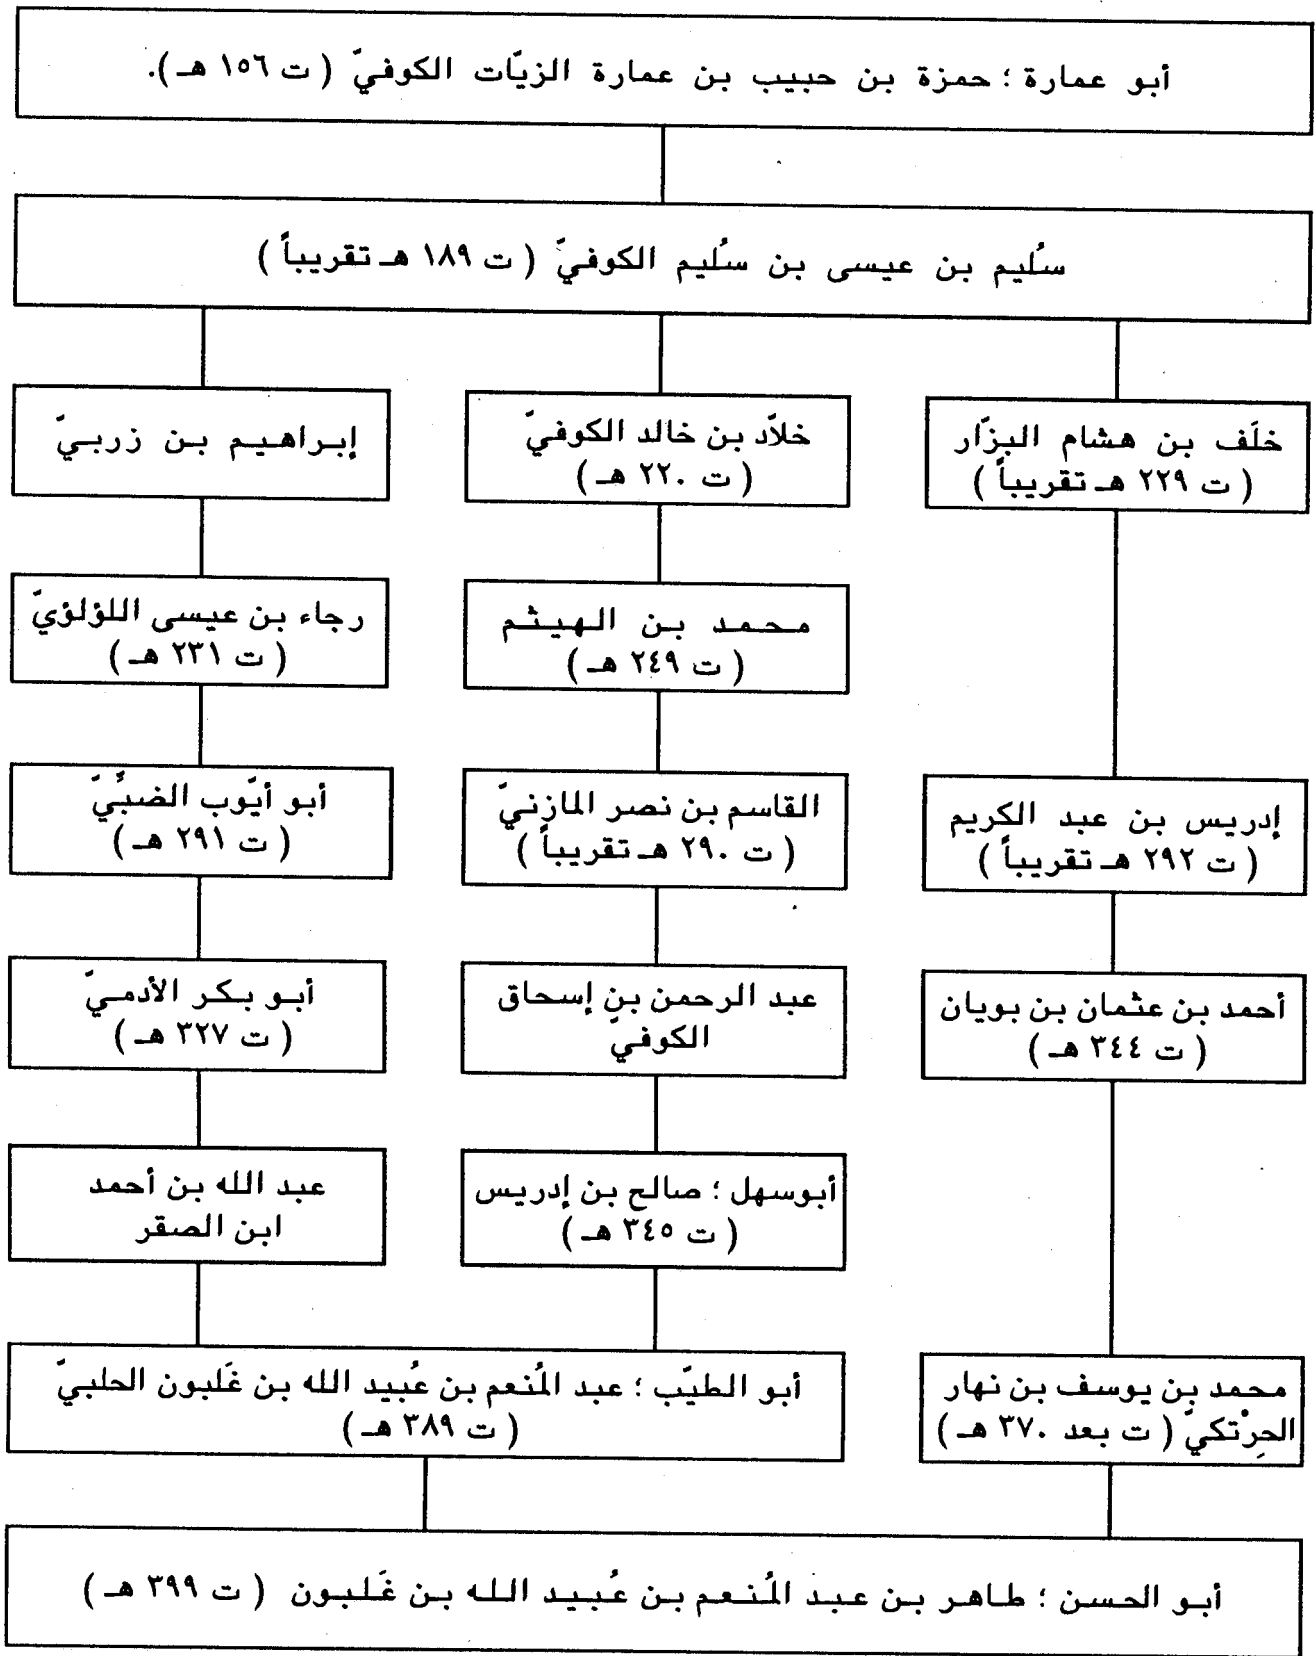 أبو عمارة ؛ حمزة بن حبيب بن عمارة الزيّات الكوفيّ ( ت ١٥٦ هـ ).
سُليم بن عيسى بن سُليم الكوفيّ ( ت ١٨٩ هـ تقريباً )
خلَف بن هشام البزّار
( ت ٢٢٩ هـ تقريباً )
خلاّد بن خالد الكوفيّ
( ت ٢٢٠ هـ )
إبراهيم بن زربيّ
محمد بن الهيثم
( ت ٢٤٩ هـ )
رجاء بن عيسى اللؤلؤيّ
( ت ٢٣١ هـ )
إدريس بن عبد الكريم
( ت ٢٩٢ هـ تقريباً )
القاسم بن نصر المازنيّ
( ت ٢٩٠ هـ تقريباً )
أبو أيّوب الضبّيّ
( ت ٢٩١ هـ )
أحمد بن عثمان بن بويان
( ت ٣٤٤ هـ )
عبد الرحمن بن إسحاق
الكوفيّ
أبو بكر الأدميّ
( ت ٣٢٧ هـ )
أبوسهل ؛ صالح بن إدريس
( ت ٣٤٥ هـ )
عبد الله بن أحمد
ابن الصقر
محمد بن يوسف بن نهار
الحِرْتكيّ ( ت بعد ٣٧٠ هـ )
أبو الطيّب ؛ عبد المُنعم بن عُبيد الله بن غَلبون الحلبيّ
( ت ٣٨٩ هـ )
أبو الحسن ؛ طاهر بن عبد المُنعم بن عُبيد الله بن غَلبون ( ت ٣٩٩ هـ )